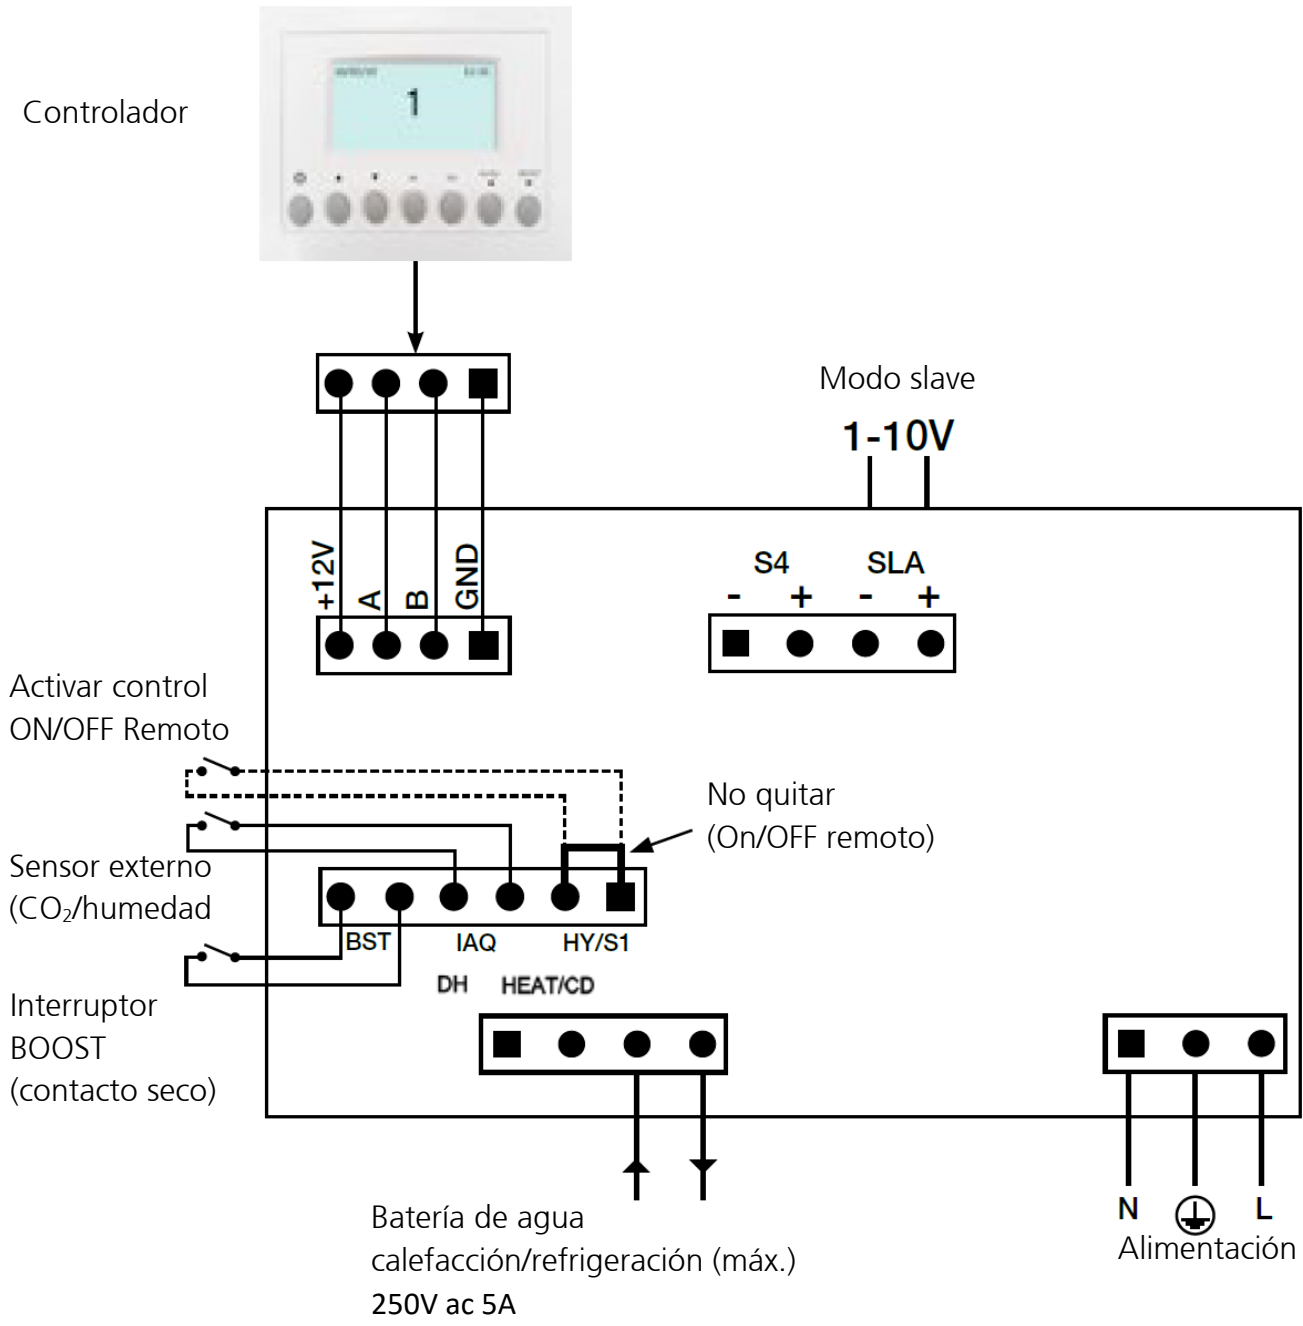 Controlador
1
Modo slave
1-10V
+12V
A
B
GND
S4
SLA
- + - +
Activar control
ON/OFF Remoto
No quitar
(On/OFF remoto)
Sensor externo
(CO₂/humedad
BST
IAQ
HY/S1
DH
HEAT/CD
Interruptor
BOOST
(contacto seco)
N
L
Alimentación
Batería de agua
calefacción/refrigeración (máx.)
250V ac 5A